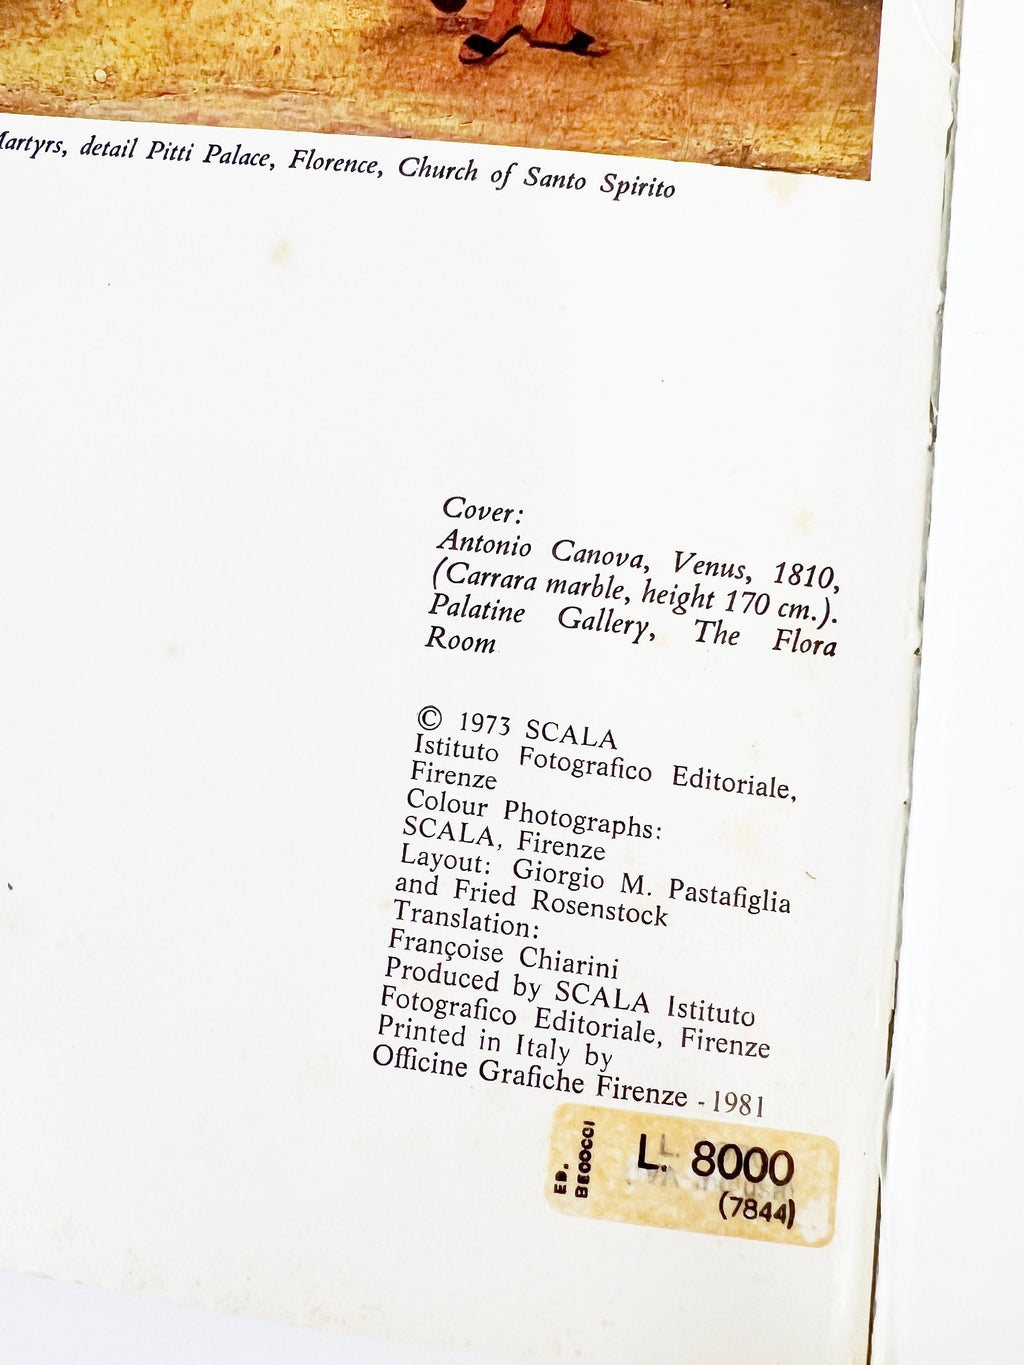 Martyrs, detail Pitti Palace, Florence, Church of Santo Spirito
Cover:
Antonio Canova, Venus, 1810,
(Carrara marble, height 170 cm.).
Palatine Gallery, The Flora
Room
© 1973 SCALA
Istituto Fotografico Editoriale,
Firenze
Colour Photographs:
SCALA, Firenze
Layout: Giorgio M. Pastafiglia
and Fried Rosenstock
Translation:
Françoise Chiarini
Produced by SCALA Istituto
Fotografico Editoriale, Firenze
Printed in Italy by
Officine Grafiche Firenze - 1981
ED.
BECOCCI
L. 8000
(7844)